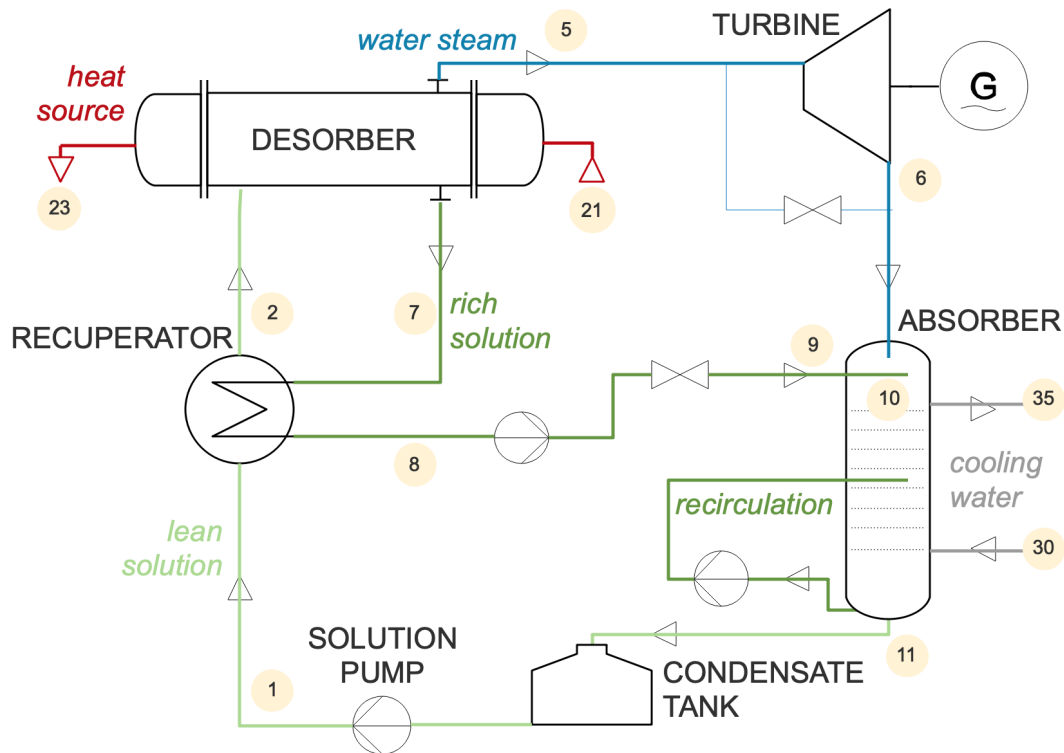 TURBINE
5
water steam
heat
source
G
DESORBER
6
23
21
2
7
rich
solution
RECUPERATOR
9
ABSORBER
10
35
8
cooling
water
recirculation
lean
solution
30
SOLUTION
PUMP
11
CONDENSATE
TANK
1